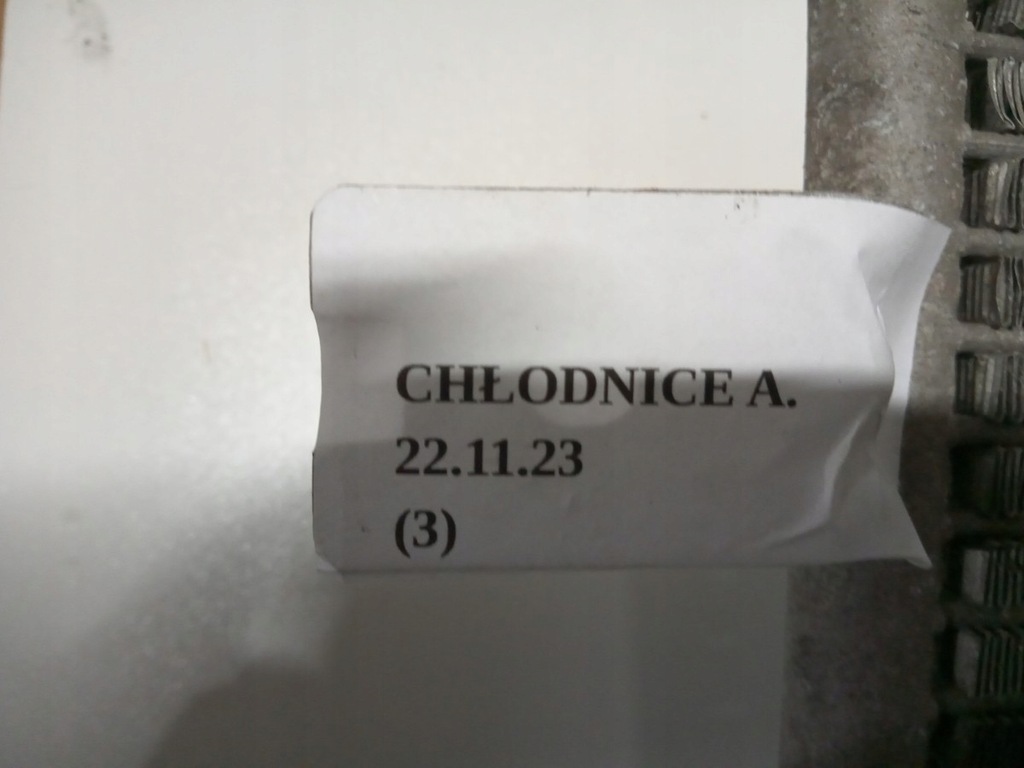 CHŁODNICE A.
22.11.23
(3)